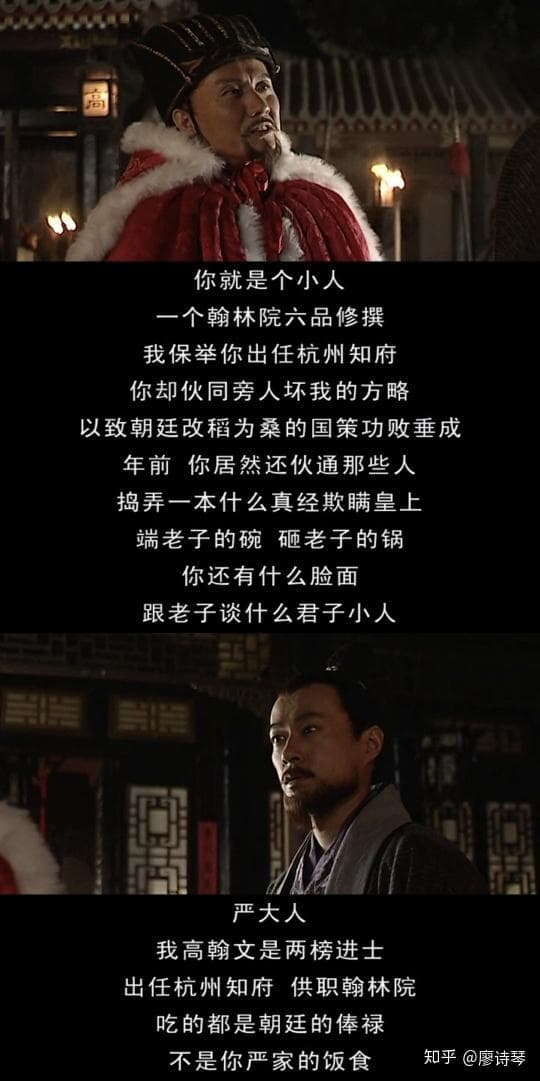 高
你就是个小人
一个翰林院六品修撰
我保举你出任杭州知府
你却伙同旁人坏我的方略
以致朝廷改稻为桑的国策功败垂成
年前 你居然还伙通那些人
捣弄一本什么真经欺瞒皇上
端老子的碗 砸老子的锅
你还有什么脸面
跟老子谈什么君子小人
严大人
我高翰文是两榜进士
出任杭州知府 供职翰林院
吃的都是朝廷的俸禄
不是你严家的饭食
知乎 @廖诗琴